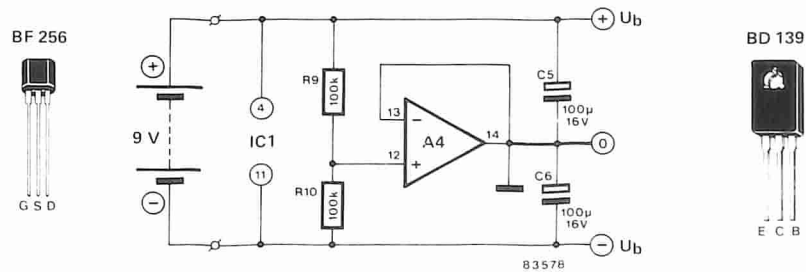 BF 256
G S D
+
9 V
−
4
IC1
11
R9
100k
R10
100k
13
−
12
+
A4
14
C5
100µ
16V
C6
100µ
16V
+ Ub
0
− Ub
83578
BD 139
E C B